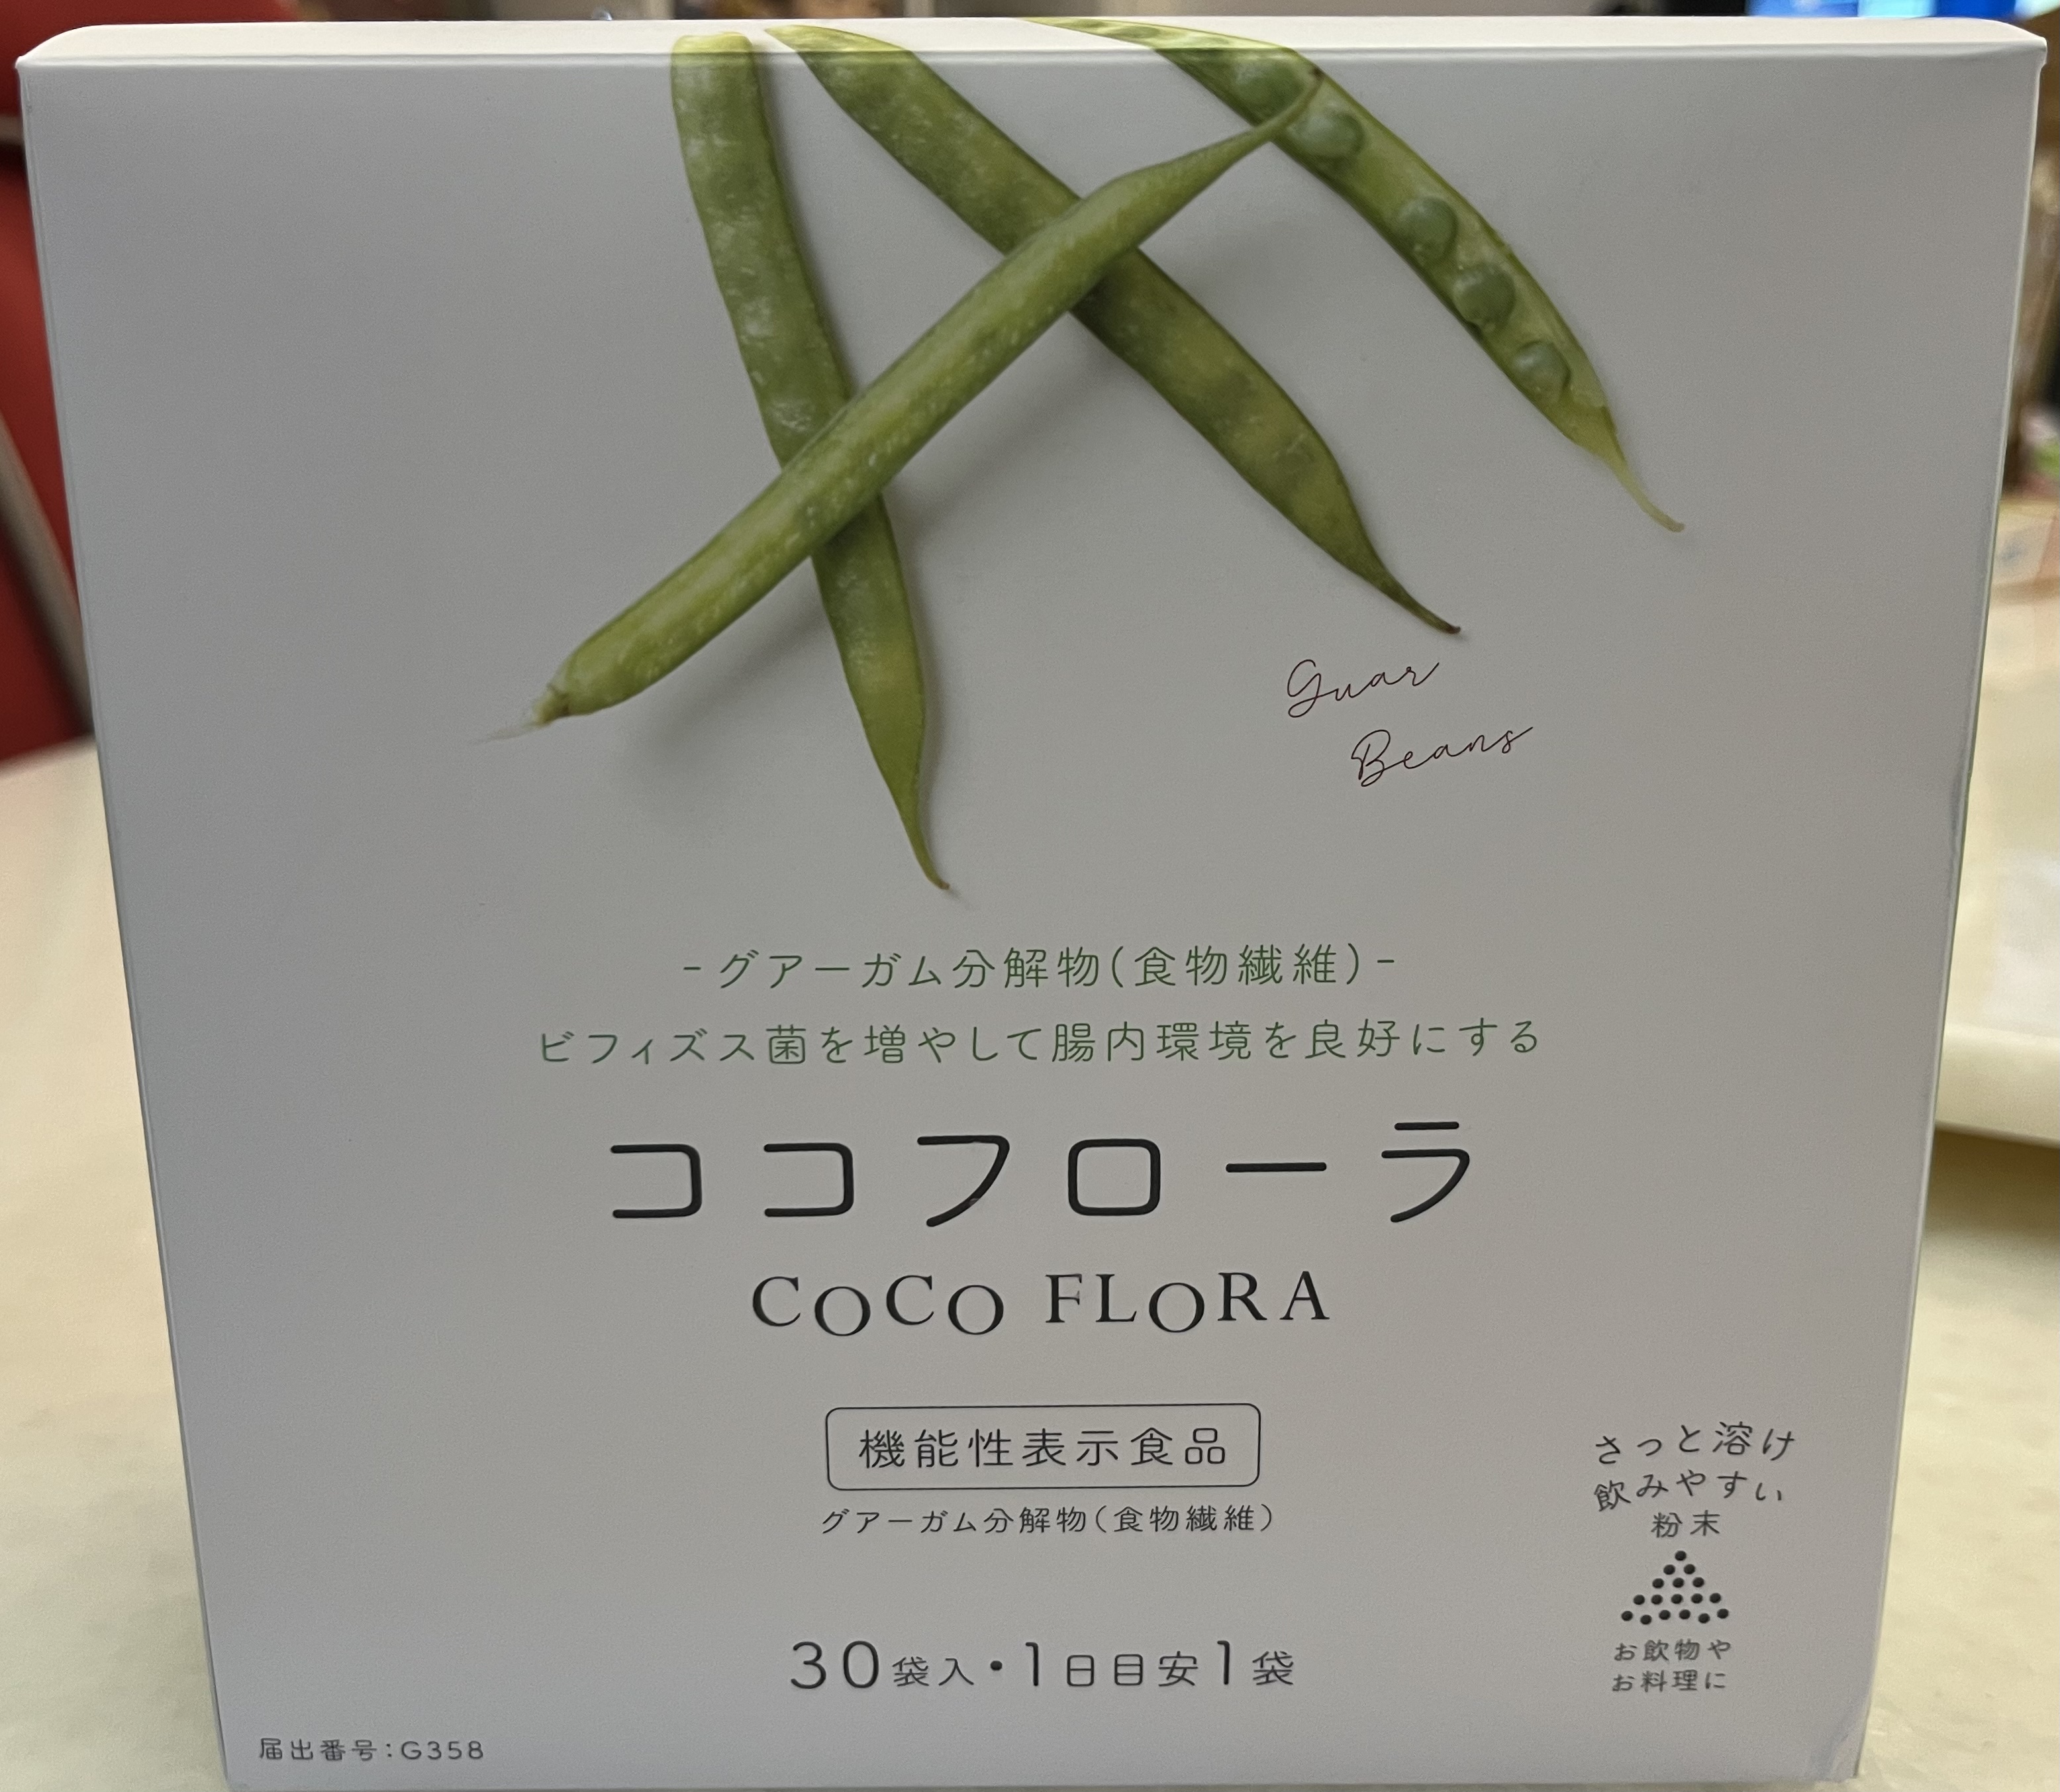 Guar
Beans
-グアーガム分解物(食物繊維)-
ビフィズス菌を増やして腸内環境を良好にする
ココフローラ
COCO FLORA
機能性表示食品
グアーガム分解物(食物繊維)
さっと溶け
飲みやすい
粉末
お飲物や
お料理に
30袋入・1日目安1袋
届出番号:G358